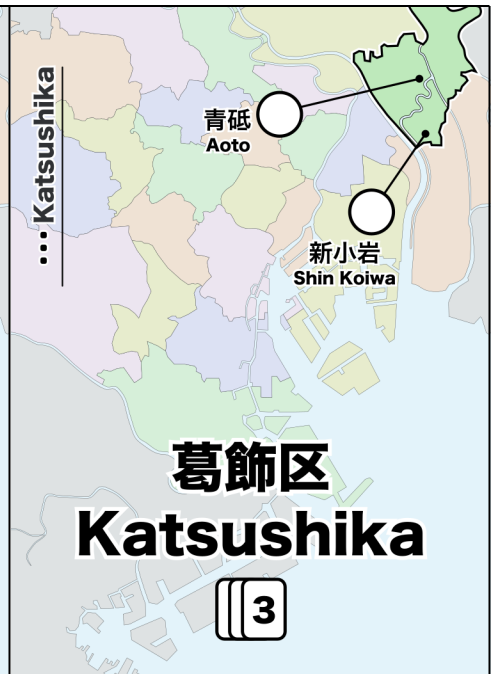 ...Katsushika
青砥
Aoto
新小岩
Shin Koiwa
葛飾区
Katsushika
3